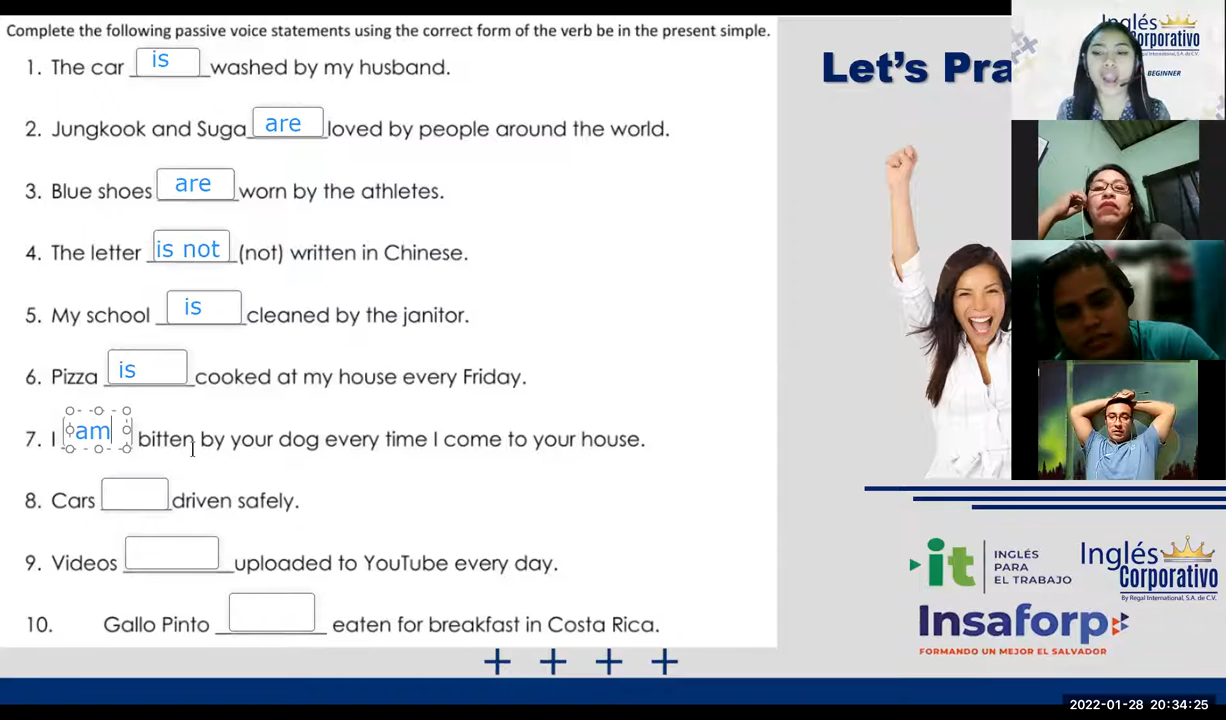 Complete the following passive voice statements using the correct form of the verb be in the present simple.
1. The car is washed by my husband.
2. Jungkook and Suga are loved by people around the world.
3. Blue shoes are worn by the athletes.
4. The letter is not (not) written in Chinese.
5. My school is cleaned by the janitor.
6. Pizza is cooked at my house every Friday.
7. I am bitten by your dog every time I come to your house.
8. Cars driven safely.
9. Videos uploaded to YouTube every day.
10. Gallo Pinto eaten for breakfast in Costa Rica.
Let's Pra
Inglés
Corporativo
By Regal International, S.A. de C.V.
BEGINNER
it
INGLÉS
PARA
EL TRABAJO
Inglés
Corporativo
By Regal International, S.A. de C.V.
Insaforp
FORMANDO UN MEJOR EL SALVADOR
2022-01-28 20:34:25